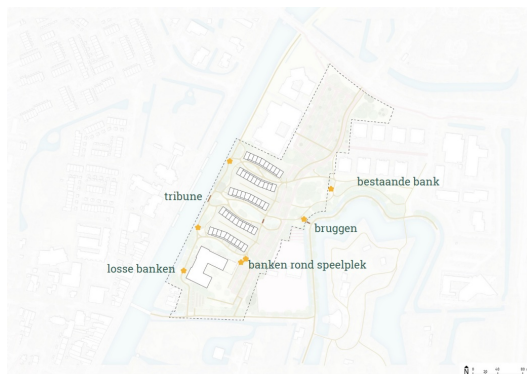 bestaande bank
tribune
bruggen
banken rond speelplek
losse banken
N